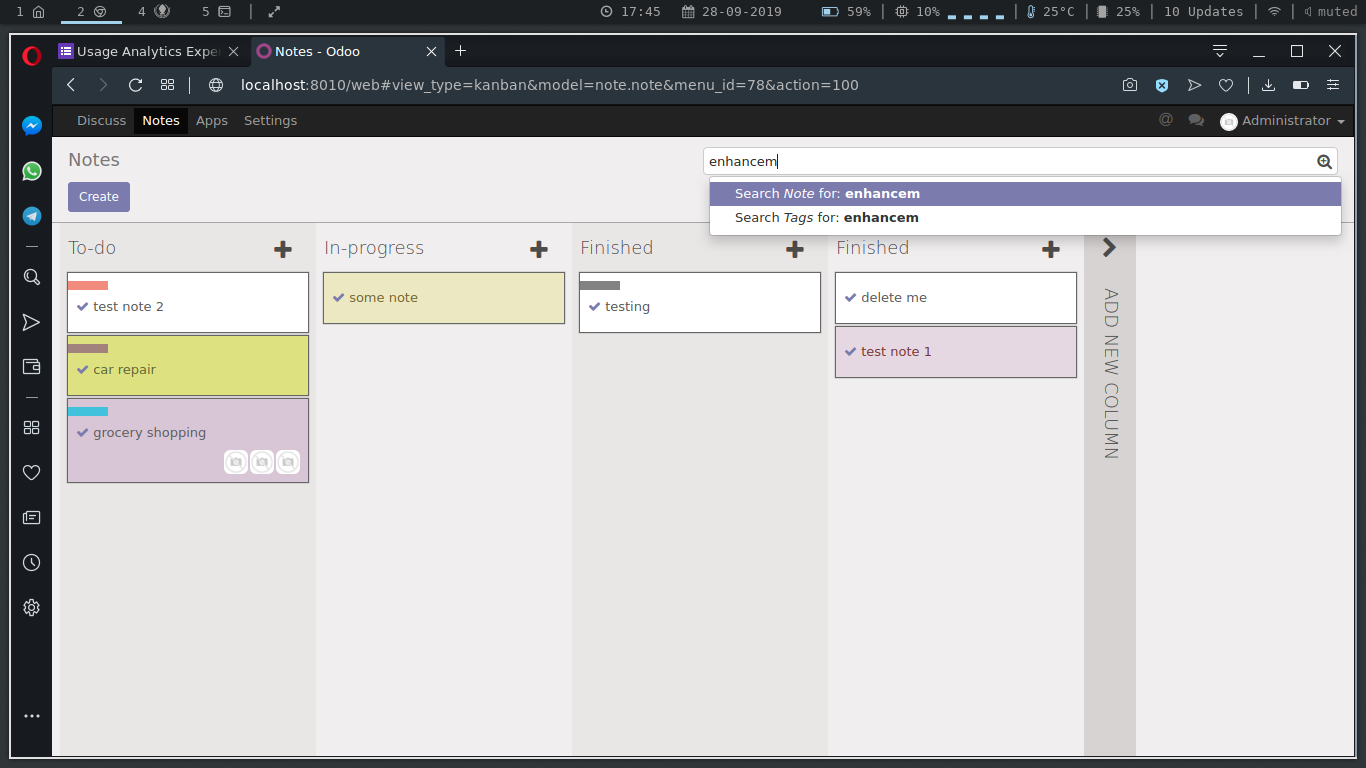 1 2 4 5 17:45 28-09-2019 59% 10% 25°C 25% 10 Updates muted
Usage Analytics Expe Notes - Odoo
localhost:8010/web#view_type=kanban&model=note.note&menu_id=78&action=100
Discuss Notes Apps Settings @ Administrator
Notes
enhancem
Create
Search Note for: enhancem
Search Tags for: enhancem
To-do In-progress Finished Finished
test note 2
car repair
grocery shopping
some note
testing
delete me
test note 1
ADD NEW COLUMN